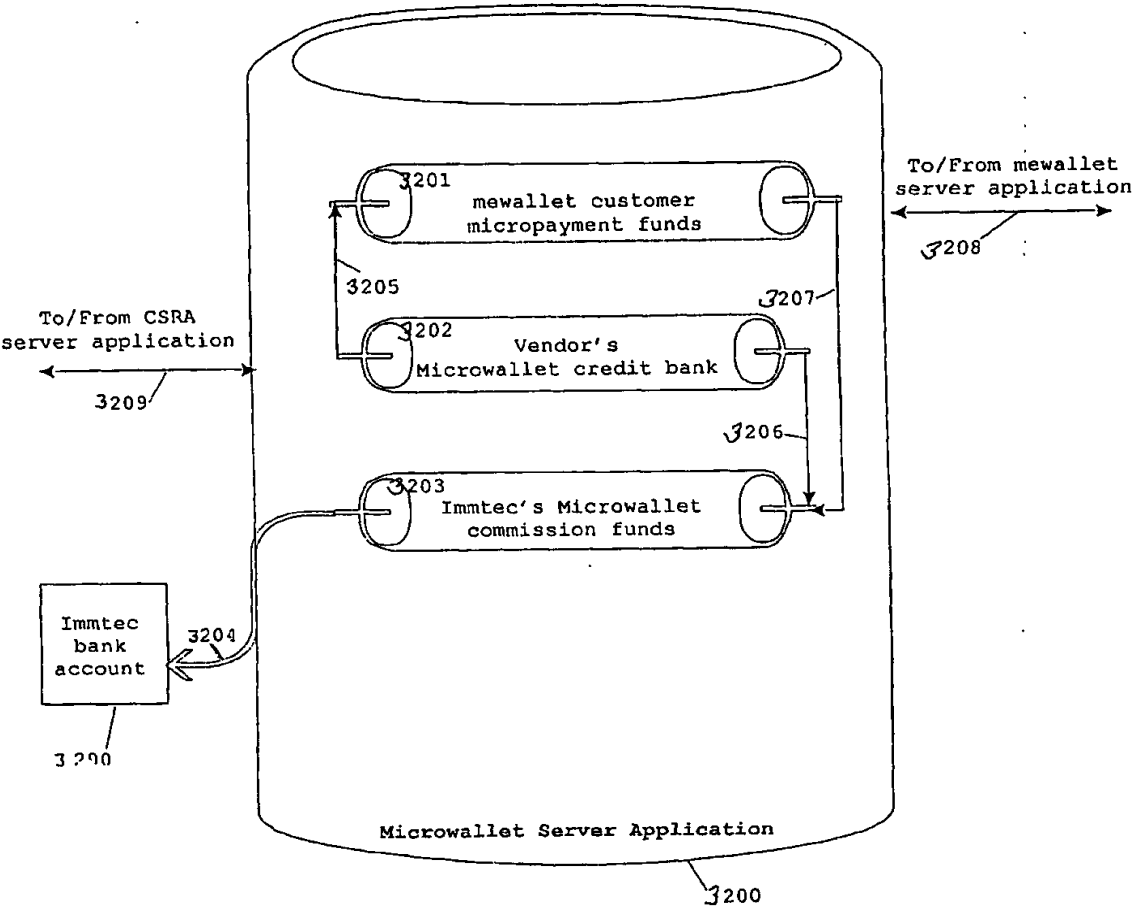 3201
mewallet customer
micropayment funds
To/From mewallet
server application
3208
3205
3207
To/From CSRA
server application
3209
3202
Vendor's
Microwallet credit bank
3206
3203
Immtec's Microwallet
commission funds
Immtec
bank
account
3204
Microwallet Server Application
3200